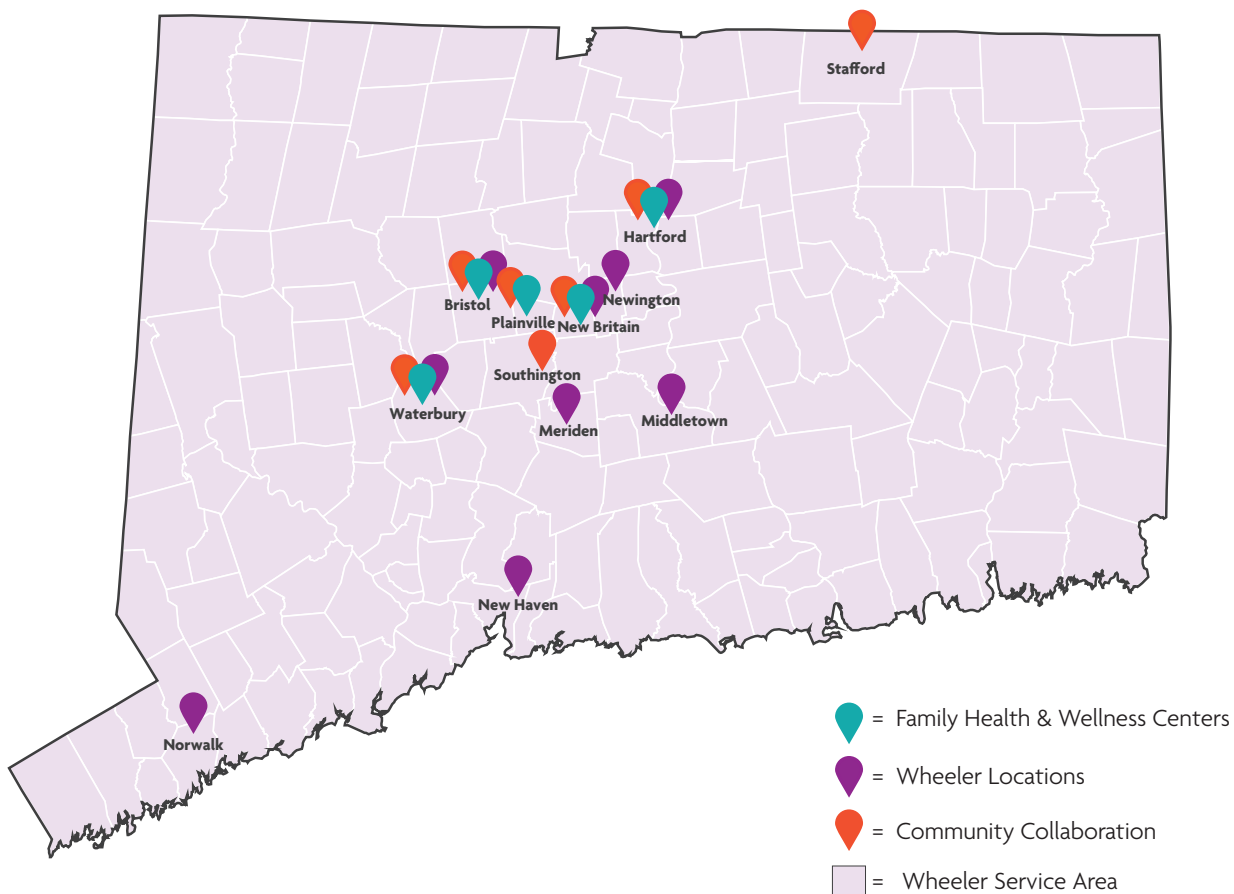 Stafford
Hartford
Newington
Bristol
Plainville
New Britain
Southington
Waterbury
Meriden
Middletown
New Haven
Norwalk
= Family Health & Wellness Centers
= Wheeler Locations
= Community Collaboration
= Wheeler Service Area